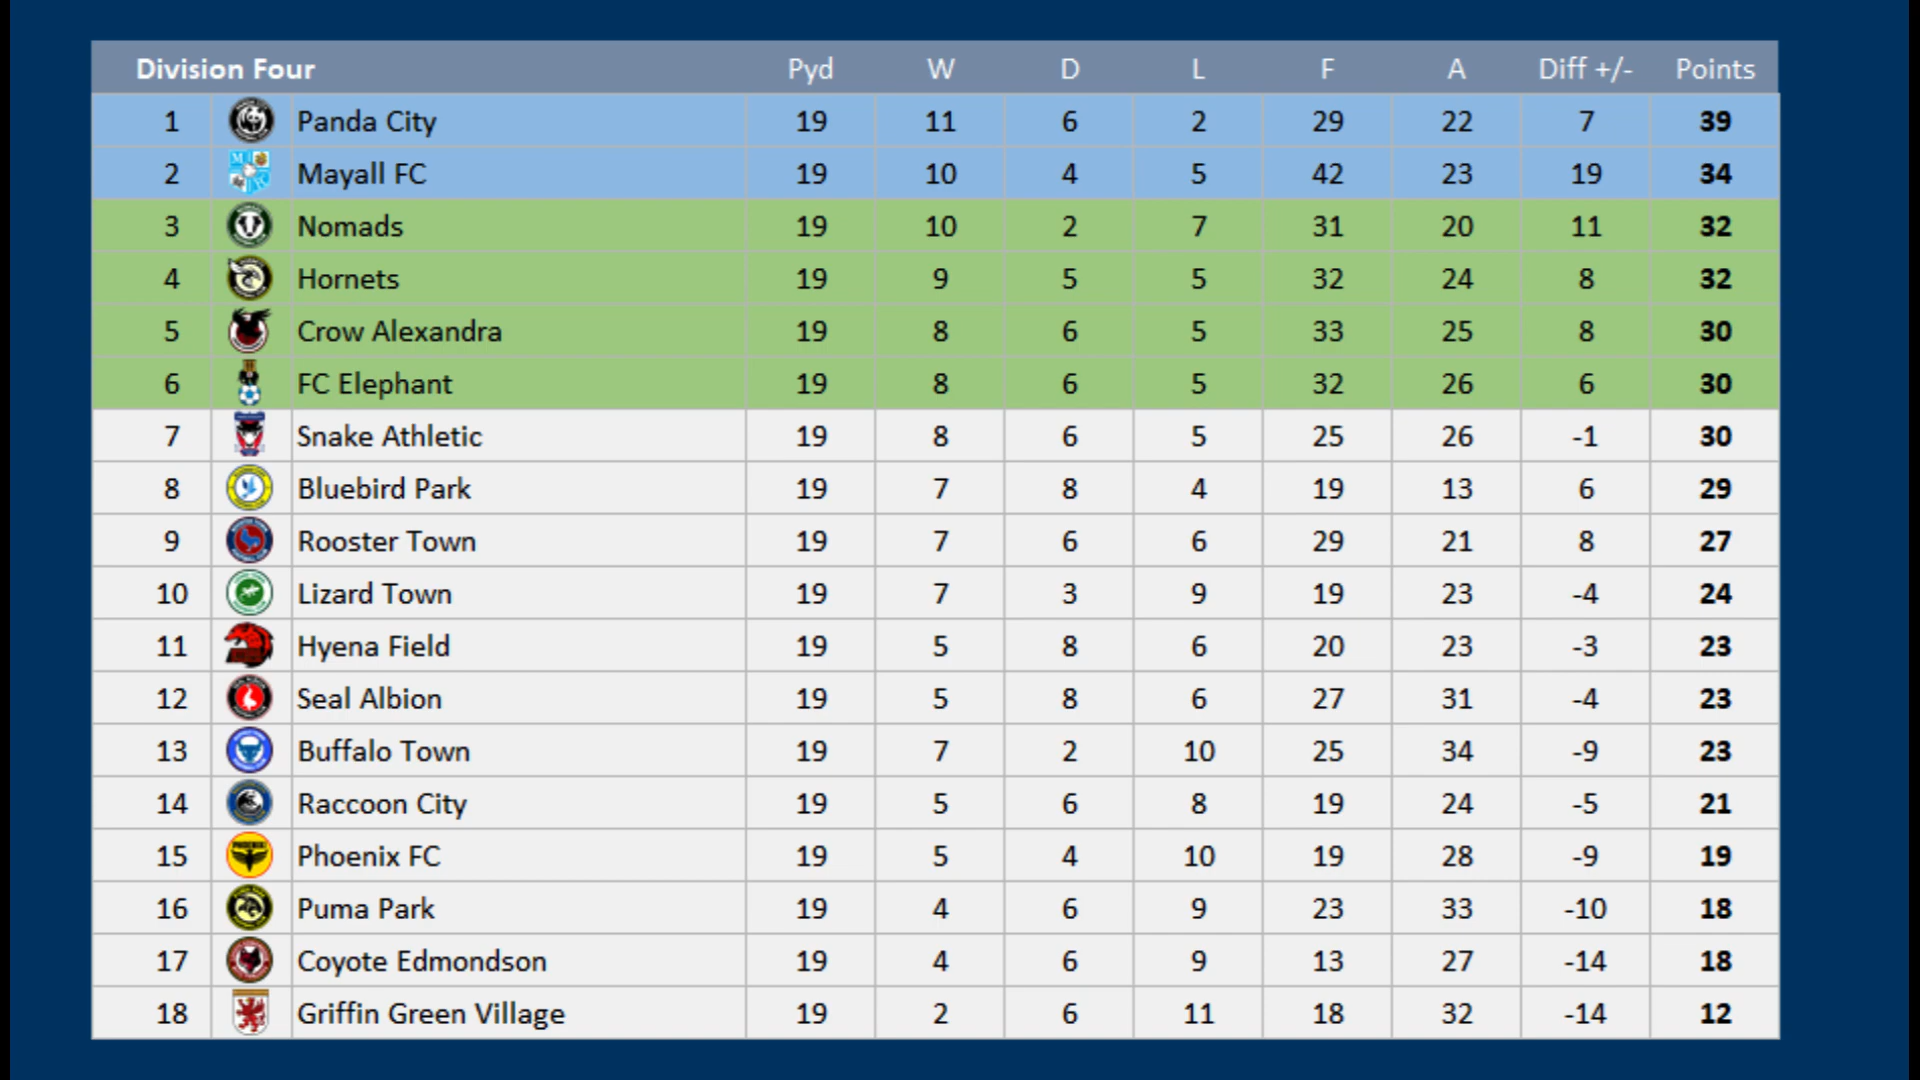 Division Four Pyd W D L F A Diff +/- Points
1 Panda City 19 11 6 2 29 22 7 39
2 Mayall FC 19 10 4 5 42 23 19 34
3 Nomads 19 10 2 7 31 20 11 32
4 Hornets 19 9 5 5 32 24 8 32
5 Crow Alexandra 19 8 6 5 33 25 8 30
6 FC Elephant 19 8 6 5 32 26 6 30
7 Snake Athletic 19 8 6 5 25 26 -1 30
8 Bluebird Park 19 7 8 4 19 13 6 29
9 Rooster Town 19 7 6 6 29 21 8 27
10 Lizard Town 19 7 3 9 19 23 -4 24
11 Hyena Field 19 5 8 6 20 23 -3 23
12 Seal Albion 19 5 8 6 27 31 -4 23
13 Buffalo Town 19 7 2 10 25 34 -9 23
14 Raccoon City 19 5 6 8 19 24 -5 21
15 PHOENIX Phoenix FC 19 5 4 10 19 28 -9 19
16 Puma Park 19 4 6 9 23 33 -10 18
17 Coyote Edmondson 19 4 6 9 13 27 -14 18
18 Griffin Green Village 19 2 6 11 18 32 -14 12